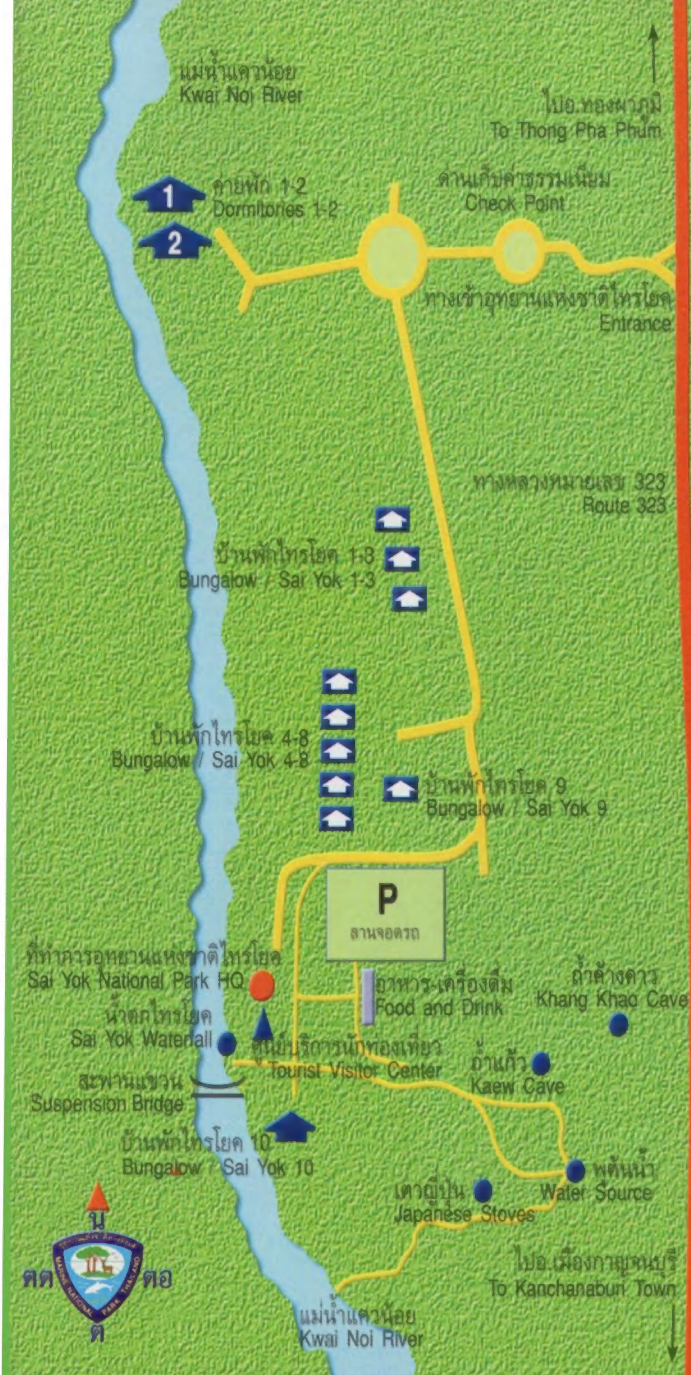 แม่น้ำแควน้อย
Kwai Noi River
ไปอ.ทองผาภูมิ
To Thong Pha Phum
1
2
ค่ายพัก 1-2
Dormitories 1-2
ด่านเก็บค่าธรรมเนียม
Check Point
ทางเข้าอุทยานแห่งชาติไทรโยค
Entrance
ทางหลวงหมายเลข 323
Route 323
บ้านพักไทรโยค 1-3
Bungalow / Sai Yok 1-3
บ้านพักไทรโยค 4-8
Bungalow / Sai Yok 4-8
บ้านพักไทรโยค 9
Bungalow / Sai Yok 9
P
ลานจอดรถ
ที่ทำการอุทยานแห่งชาติไทรโยค
Sai Yok National Park HQ
อาหาร-เครื่องดื่ม
Food and Drink
ถ้ำค้างคาว
Khang Khao Cave
น้ำตกไทรโยค
Sai Yok Waterfall
ศูนย์บริการนักท่องเที่ยว
Tourist Visitor Center
ถ้ำแก้ว
Kaew Cave
สะพานแขวน
Suspension Bridge
บ้านพักไทรโยค 10
Bungalow / Sai Yok 10
พุต้นน้ำ
Water Source
เตาญี่ปุ่น
Japanese Stoves
น
ตต
ตอ
ต
MARINE NATIONAL PARK THAILAND
ไปอ.เมืองกาญจนบุรี
To Kanchanaburi Town
แม่น้ำแควน้อย
Kwai Noi River